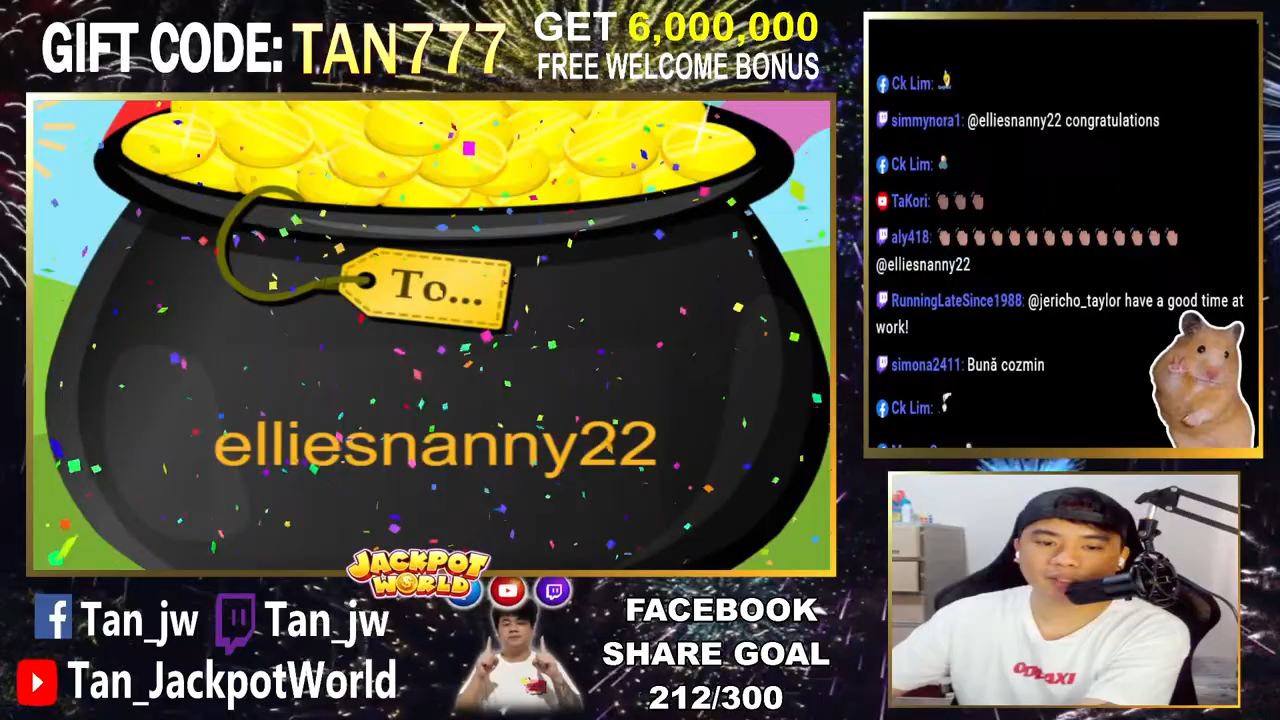 GIFT CODE: TAN777
GET 6,000,000
FREE WELCOME BONUS
To...
elliesnanny22
Ck Lim:
simmynora1: @elliesnanny22 congratulations
Ck Lim:
TaKori:
aly418:
@elliesnanny22
RunningLateSince1988: @jericho_taylor have a good time at
work!
simona2411: Bună cozmin
Ck Lim:
JACKPOT
WORLD
Tan_jw
Tan_jw
Tan_JackpotWorld
FACEBOOK
SHARE GOAL
212/300